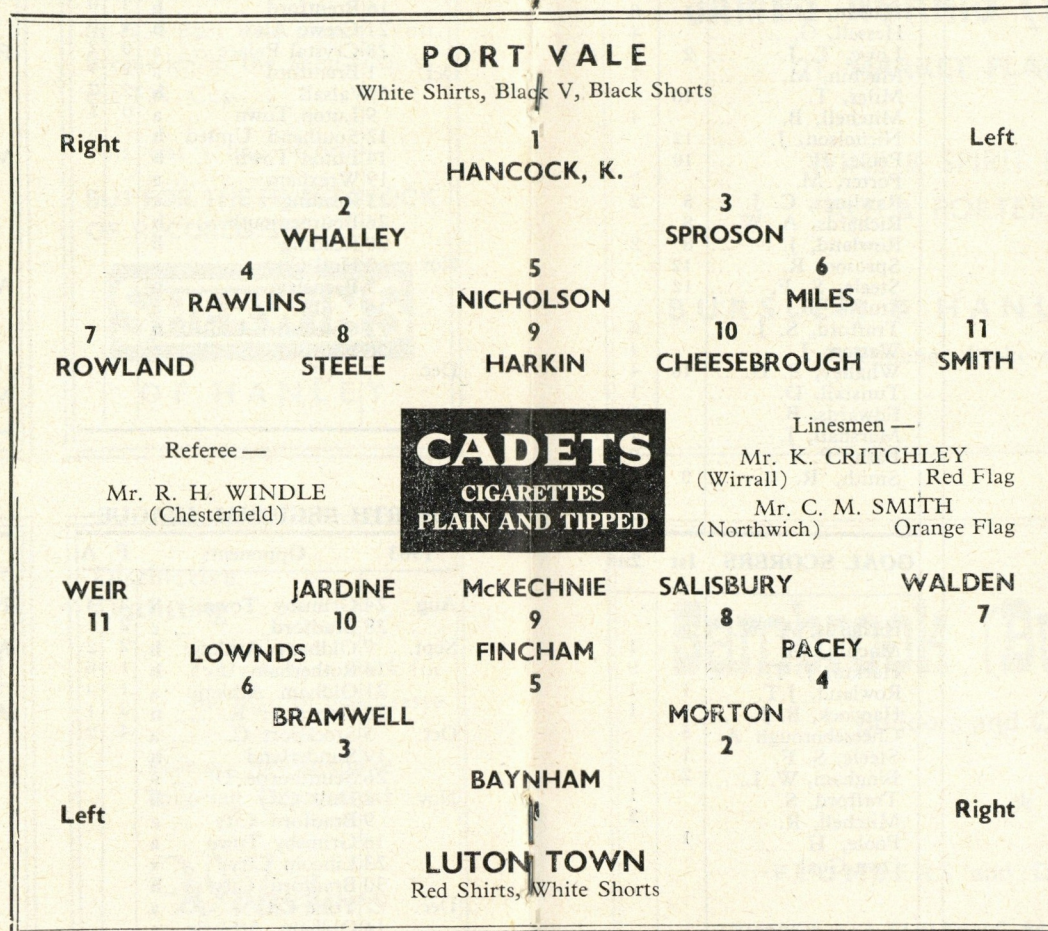 PORT VALE
White Shirts, Black V, Black Shorts
Right Left
1
HANCOCK, K.
2 3
WHALLEY SPROSON
4 5 6
RAWLINS NICHOLSON MILES
7 8 9 10 11
ROWLAND STEELE HARKIN CHEESEBROUGH SMITH
Referee —
Mr. R. H. WINDLE
(Chesterfield)
CADETS
CIGARETTES
PLAIN AND TIPPED
Linesmen —
Mr. K. CRITCHLEY
(Wirrall) Red Flag
Mr. C. M. SMITH
(Northwich) Orange Flag
WEIR JARDINE McKECHNIE SALISBURY WALDEN
11 10 9 8 7
LOWNDS FINCHAM PACEY
6 5 4
BRAMWELL MORTON
3 2
BAYNHAM
1
Left Right
LUTON TOWN
Red Shirts, White Shorts